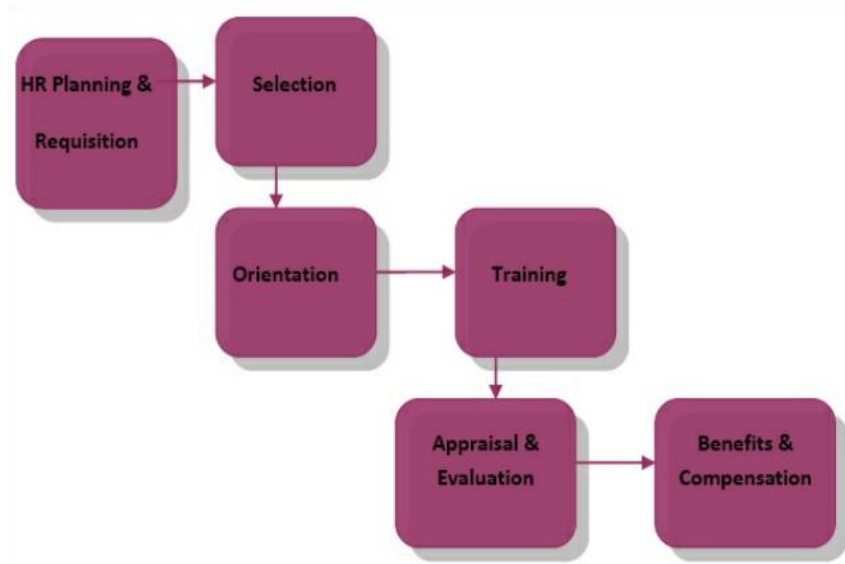 HR Planning &
Requisition
Selection
Orientation
Training
Appraisal &
Evaluation
Benefits &
Compensation